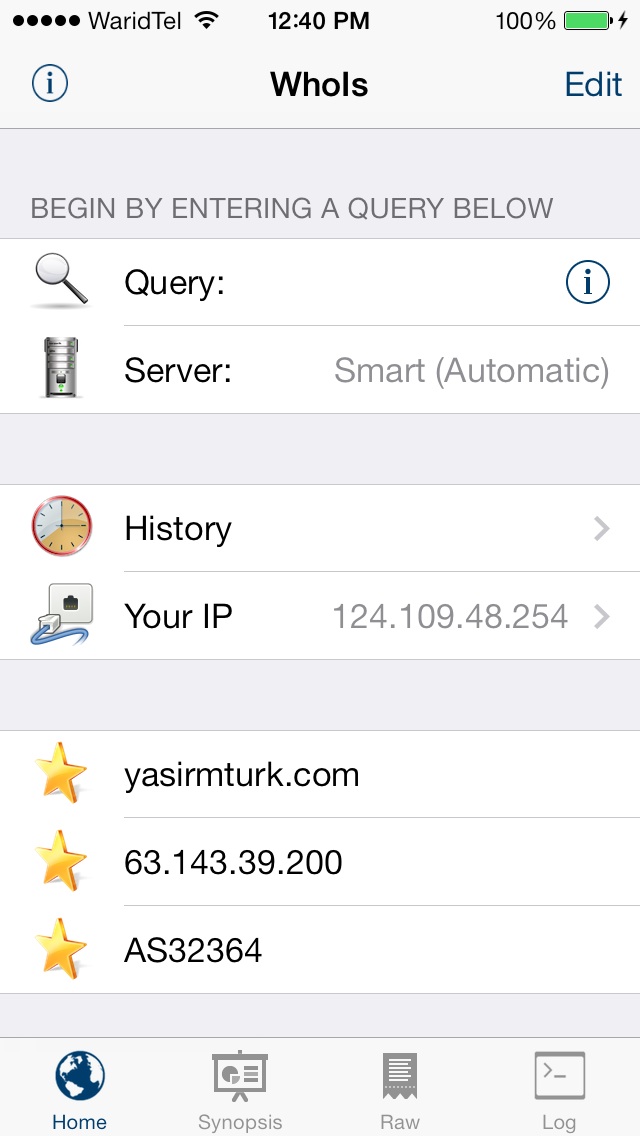 WaridTel 12:40 PM 100%
WhoIs Edit
BEGIN BY ENTERING A QUERY BELOW
Query:
Server: Smart (Automatic)
History
Your IP 124.109.48.254
yasirmturk.com
63.143.39.200
AS32364
Home Synopsis Raw Log